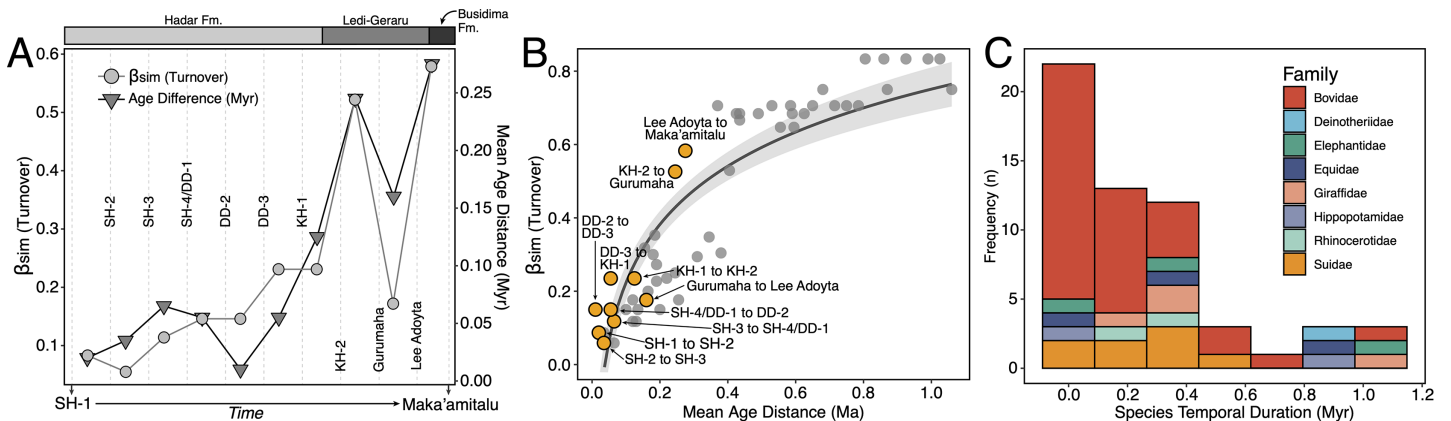 A
Hadar Fm.
Ledi-Geraru
Busidima
Fm.
βsim (Turnover)
Age Difference (Myr)
0.6
0.5
0.4
0.3
0.2
0.1
βsim (Turnover)
0.25
0.20
0.15
0.10
0.05
0.00
Mean Age Distance (Myr)
SH-2
SH-3
SH-4/DD-1
DD-2
DD-3
KH-1
KH-2
Gurumaha
Lee Adoyta
SH-1
Time
Maka'amitalu
B
βsim (Turnover)
0.8
0.6
0.4
0.2
0.0
Lee Adoyta to
Maka'amitalu
KH-2 to
Gurumaha
DD-2 to
DD-3
DD-3 to
KH-1
KH-1 to KH-2
Gurumaha to Lee Adoyta
SH-4/DD-1 to DD-2
SH-3 to SH-4/DD-1
SH-1 to SH-2
SH-2 to SH-3
0.0
0.2
0.4
0.6
0.8
1.0
Mean Age Distance (Ma)
C
Frequency (n)
20
15
10
5
0
Family
Bovidae
Deinotheriidae
Elephantidae
Equidae
Giraffidae
Hippopotamidae
Rhinocerotidae
Suidae
0.0
0.2
0.4
0.6
0.8
1.0
1.2
Species Temporal Duration (Myr)